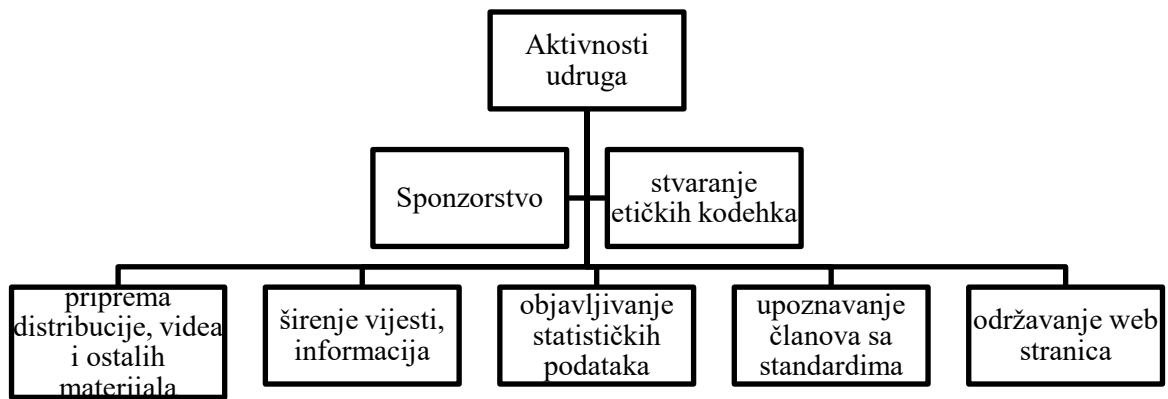 Aktivnosti
udruga
Sponzorstvo
stvaranje
etičkih kodehka
priprema
distribucije, videa
i ostalih
materijala
širenje vijesti,
informacija
objavljivanje
statističkih
podataka
upoznavanje
članova sa
standardima
održavanje web
stranica